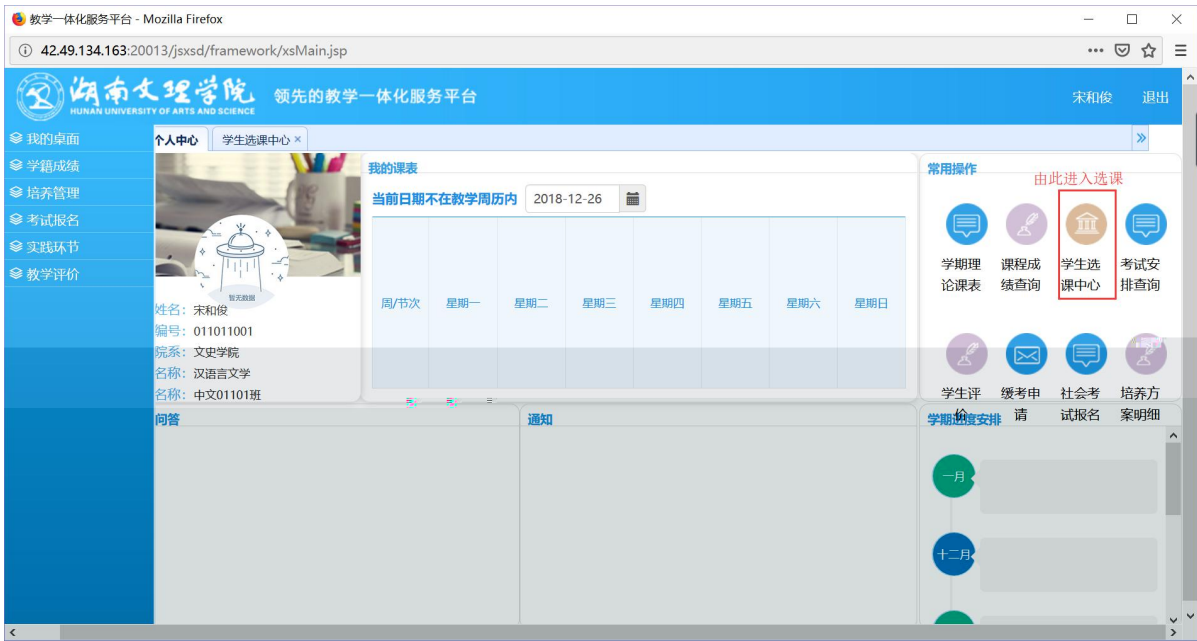 教学一体化服务平台 - Mozilla Firefox
42.49.134.163:20013/jsxsd/framework/xsMain.jsp
湖南文理学院
HUNAN UNIVERSITY OF ARTS AND SCIENCE
领先的教学一体化服务平台
宋和俊 退出
我的桌面
学籍成绩
培养管理
考试报名
实践环节
教学评价
个人中心 学生选课中心 ×
暂无数据
姓名：宋和俊
编号：011011001
院系：文史学院
名称：汉语言文学
名称：中文01101班
我的课表
当前日期不在教学周历内 2018-12-26
周/节次 星期一 星期二 星期三 星期四 星期五 星期六 星期日
常用操作
由此进入选课
学期理论课表
课程成绩查询
学生选课中心
考试安排查询
学生评价
缓考申请
社会考试报名
培养方案明细
问答
通知
学期进度安排
一月
十二月